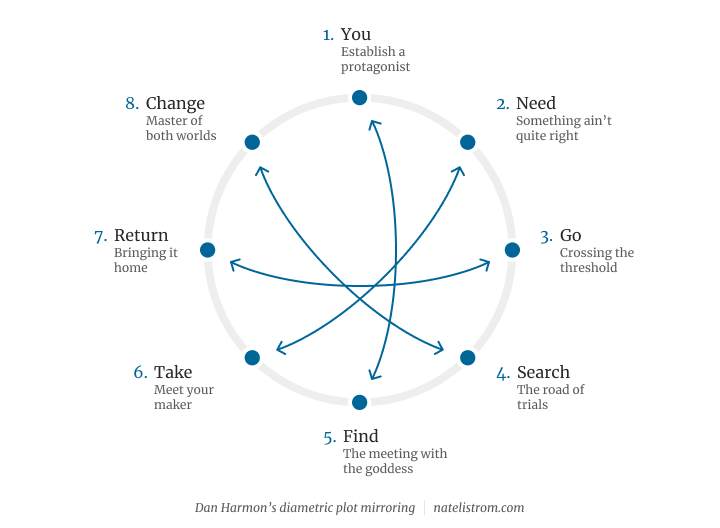 1. You
Establish a
protagonist
2. Need
Something ain't
quite right
3. Go
Crossing the
threshold
4. Search
The road of
trials
5. Find
The meeting with
the goddess
6. Take
Meet your
maker
7. Return
Bringing it
home
8. Change
Master of
both worlds
Dan Harmon's diametric plot mirroring | natelistrom.com